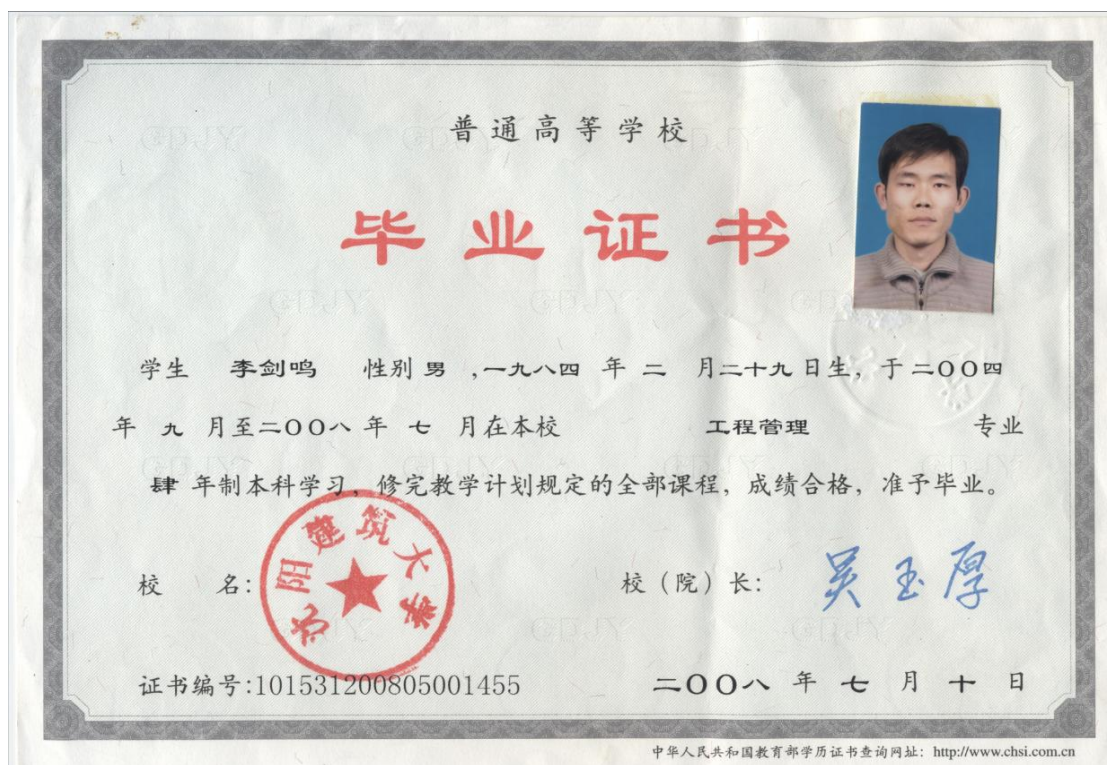 普通高等学校
毕业证书
学生 李剑鸣 性别 男 ,一九八四 年 二 月二十九日生, 于二OO四
年 九 月至二OO八 年 七 月在本校 工程管理 专业
肆 年制本科学习, 修完教学计划规定的全部课程, 成绩合格, 准予毕业。
沈阳建筑大学
校 名: 校 (院) 长: 吴玉厚
证书编号:101531200805001455 二OO八 年 七 月 十 日
中华人民共和国教育部学历证书查询网址: http://www.chsi.com.cn